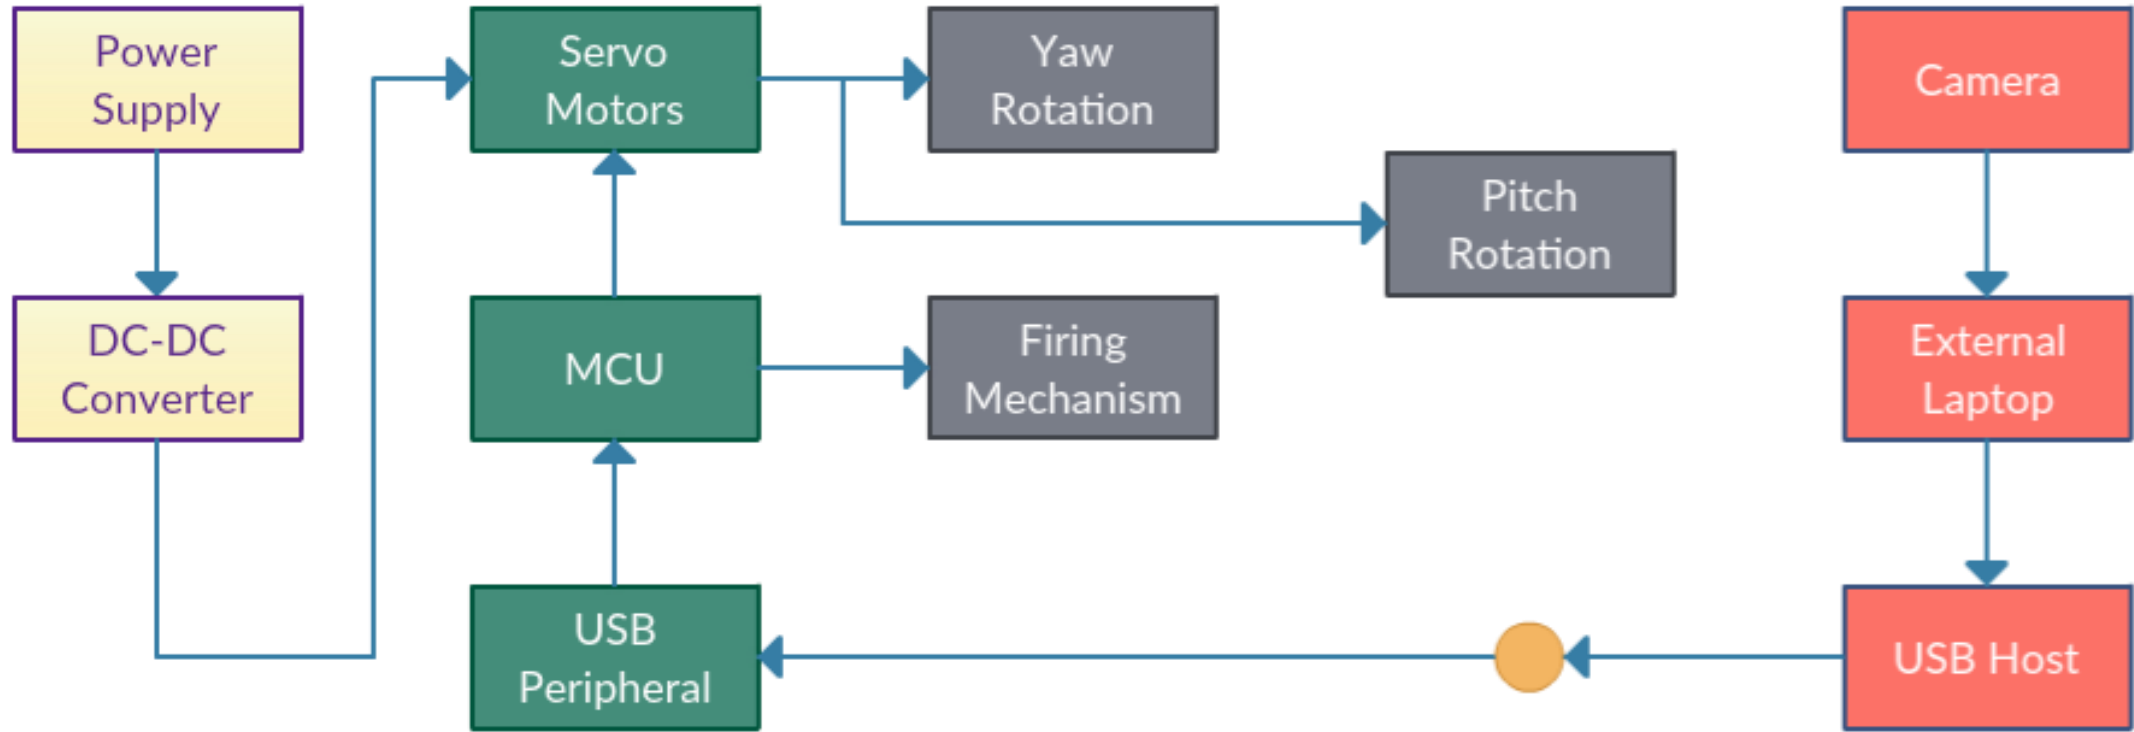 Power
Supply
Servo
Motors
Yaw
Rotation
Camera
Pitch
Rotation
DC-DC
Converter
MCU
Firing
Mechanism
External
Laptop
USB
Peripheral
USB Host